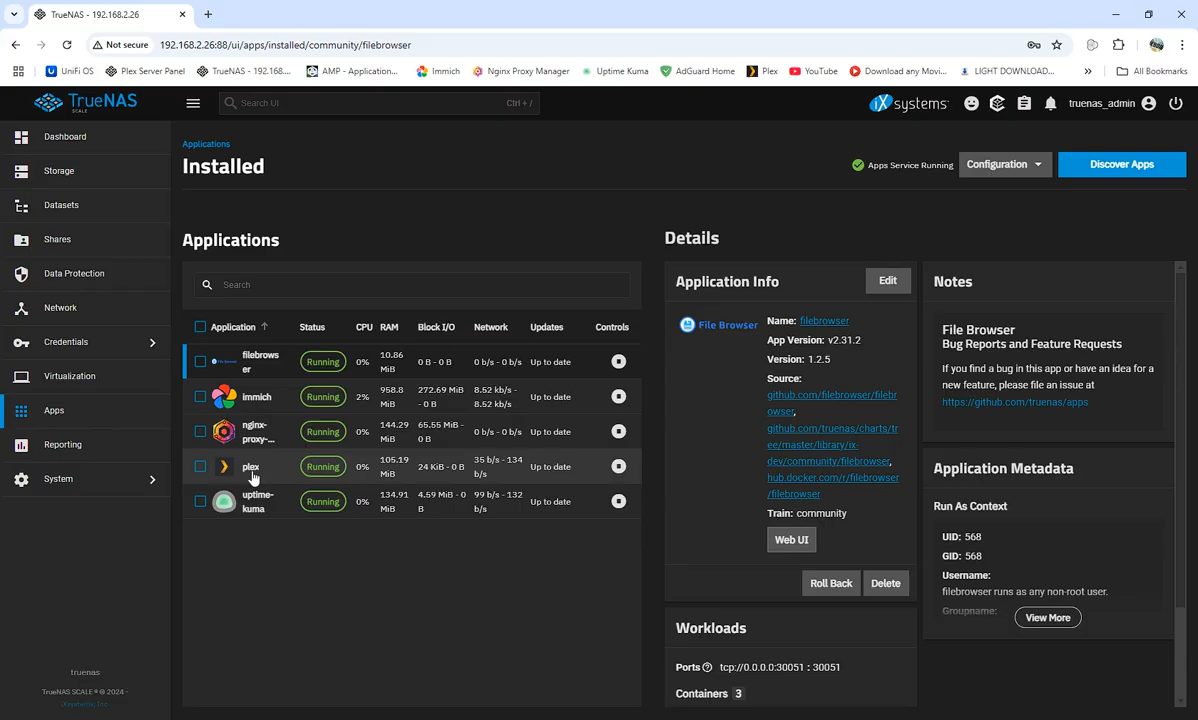 TrueNAS - 192.168.2.26
Not secure
192.168.2.26:88/ui/apps/installed/community/filebrowser
UniFi OS
Plex Server Panel
TrueNAS - 192.168....
AMP - Application...
Immich
Nginx Proxy Manager
Uptime Kuma
AdGuard Home
Plex
YouTube
Download any Movi...
LIGHT DOWNLOAD...
All Bookmarks
TrueNAS
SCALE
Search UI
Ctrl + /
iXsystems
truenas_admin
Dashboard
Storage
Datasets
Shares
Data Protection
Network
Credentials
Virtualization
Apps
Reporting
System
truenas
TrueNAS SCALE ® © 2024 -
iXsystems, Inc
Applications
Installed
Apps Service Running
Configuration
Discover Apps
Applications
Search
Application
Status
CPU
RAM
Block I/O
Network
Updates
Controls
filebrows
er
Running
0%
10.86
MiB
0 B - 0 B
0 b/s - 0 b/s
Up to date
immich
Running
2%
958.8
MiB
272.69 MiB
- 0 B
8.52 kb/s -
8.52 kb/s
Up to date
nginx-
proxy-...
Running
0%
144.29
MiB
65.55 MiB -
0 B
0 b/s - 0 b/s
Up to date
plex
Running
0%
105.19
MiB
24 KiB - 0 B
35 b/s - 134
b/s
Up to date
uptime-
kuma
Running
0%
134.91
MiB
4.59 MiB - 0
B
99 b/s - 132
b/s
Up to date
Details
Application Info
Edit
File Browser
Name: filebrowser
App Version: v2.31.2
Version: 1.2.5
Source:
github.com/filebrowser/filebr
owser,
github.com/truenas/charts/tr
ee/master/library/ix-
dev/community/filebrowser,
hub.docker.com/r/filebrowser
/filebrowser
Train: community
Web UI
Roll Back
Delete
Workloads
Ports
tcp://0.0.0.0:30051 : 30051
Containers 3
Notes
File Browser
Bug Reports and Feature Requests
If you find a bug in this app or have an idea for a
new feature, please file an issue at
https://github.com/truenas/apps
Application Metadata
Run As Context
UID: 568
GID: 568
Username:
filebrowser runs as any non-root user.
Groupname:
View More